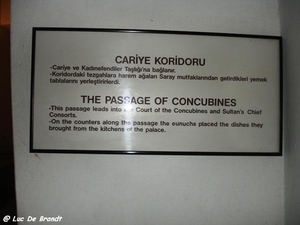 CARİYE KORİDORU
-Cariye ve Kadınefendiler Taşlığı'na bağlanır.
-Koridordaki tezgahlara harem ağaları Saray mutfaklarından getirdikleri yemek
tablalarını yerleştirirlerdi.
THE PASSAGE OF CONCUBINES
-This passage leads into the Court of the Concubines and Sultan's Chief
Consorts.
-On the counters along the passage the eunuchs placed the dishes they
brought from the kitchens of the palace.
@ Luc De Brandt